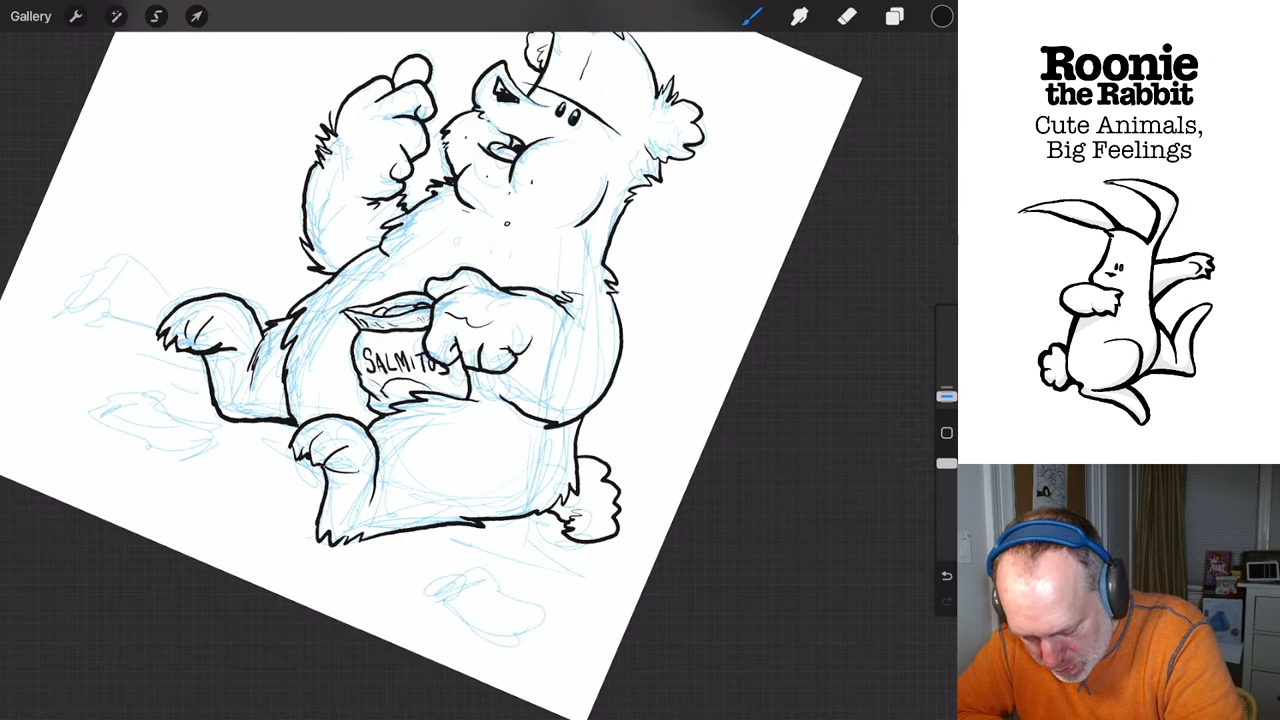 Gallery
Roonie
the Rabbit
Cute Animals,
Big Feelings
SALMITOS